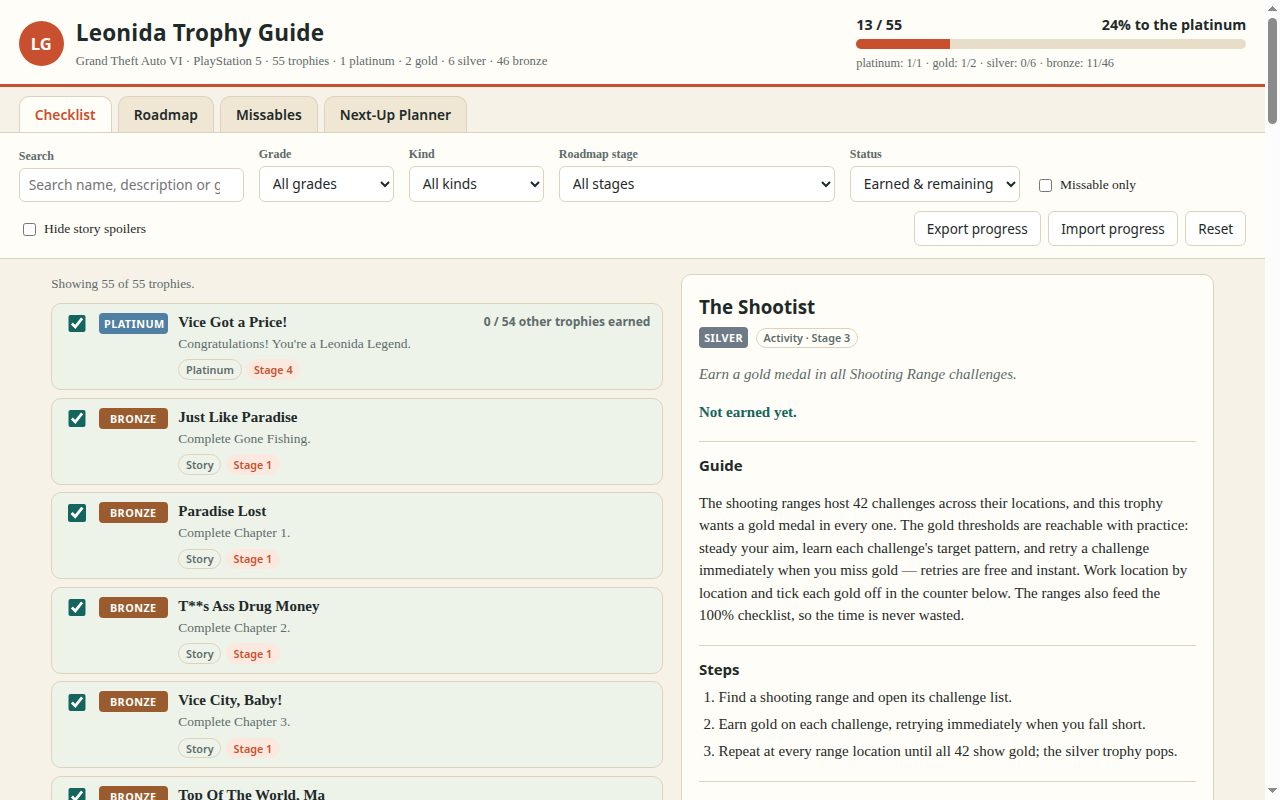 LG
Leonida Trophy Guide
Grand Theft Auto VI · PlayStation 5 · 55 trophies · 1 platinum · 2 gold · 6 silver · 46 bronze
13 / 55
24% to the platinum
platinum: 1/1 · gold: 1/2 · silver: 0/6 · bronze: 11/46
Checklist
Roadmap
Missables
Next-Up Planner
Search
Search name, description or g
Grade
All grades
Kind
All kinds
Roadmap stage
All stages
Status
Earned & remaining
Missable only
Hide story spoilers
Export progress
Import progress
Reset
Showing 55 of 55 trophies.
PLATINUM
Vice Got a Price!
0 / 54 other trophies earned
Congratulations! You're a Leonida Legend.
Platinum
Stage 4
BRONZE
Just Like Paradise
Complete Gone Fishing.
Story
Stage 1
BRONZE
Paradise Lost
Complete Chapter 1.
Story
Stage 1
BRONZE
T**s Ass Drug Money
Complete Chapter 2.
Story
Stage 1
BRONZE
Vice City, Baby!
Complete Chapter 3.
Story
Stage 1
BRONZE
Top Of The World, Ma
The Shootist
SILVER
Activity · Stage 3
Earn a gold medal in all Shooting Range challenges.
Not earned yet.
Guide
The shooting ranges host 42 challenges across their locations, and this trophy
wants a gold medal in every one. The gold thresholds are reachable with practice:
steady your aim, learn each challenge's target pattern, and retry a challenge
immediately when you miss gold — retries are free and instant. Work location by
location and tick each gold off in the counter below. The ranges also feed the
100% checklist, so the time is never wasted.
Steps
1. Find a shooting range and open its challenge list.
2. Earn gold on each challenge, retrying immediately when you fall short.
3. Repeat at every range location until all 42 show gold; the silver trophy pops.